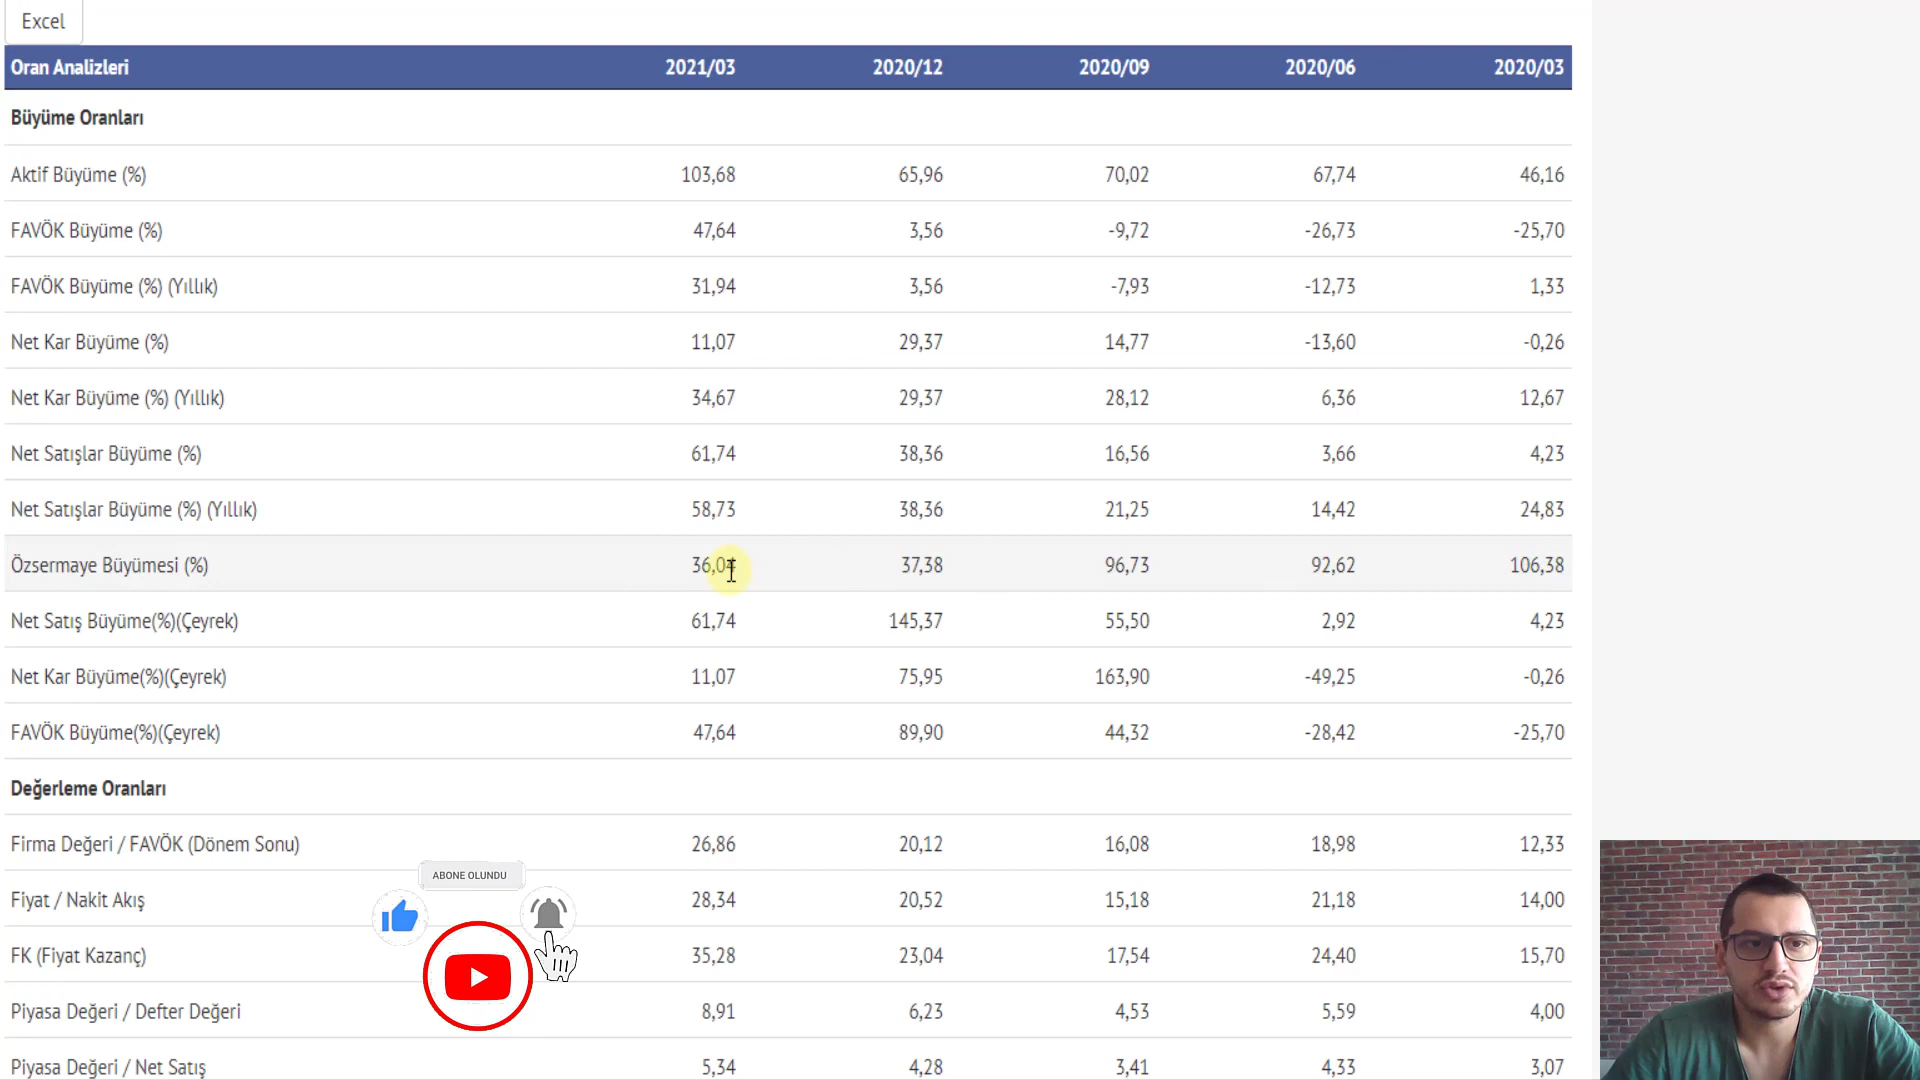 Excel
Oran Analizleri 2021/03 2020/12 2020/09 2020/06 2020/03
Büyüme Oranları
Aktif Büyüme (%) 103,68 65,96 70,02 67,74 46,16
FAVÖK Büyüme (%) 47,64 3,56 -9,72 -26,73 -25,70
FAVÖK Büyüme (%) (Yıllık) 31,94 3,56 -7,93 -12,73 1,33
Net Kar Büyüme (%) 11,07 29,37 14,77 -13,60 -0,26
Net Kar Büyüme (%) (Yıllık) 34,67 29,37 28,12 6,36 12,67
Net Satışlar Büyüme (%) 61,74 38,36 16,56 3,66 4,23
Net Satışlar Büyüme (%) (Yıllık) 58,73 38,36 21,25 14,42 24,83
Özsermaye Büyümesi (%) 36,04 37,38 96,73 92,62 106,38
Net Satış Büyüme(%)(Çeyrek) 61,74 145,37 55,50 2,92 4,23
Net Kar Büyüme(%)(Çeyrek) 11,07 75,95 163,90 -49,25 -0,26
FAVÖK Büyüme(%)(Çeyrek) 47,64 89,90 44,32 -28,42 -25,70
Değerleme Oranları
Firma Değeri / FAVÖK (Dönem Sonu) 26,86 20,12 16,08 18,98 12,33
ABONE OLUNDU
Fiyat / Nakit Akış 28,34 20,52 15,18 21,18 14,00
FK (Fiyat Kazanç) 35,28 23,04 17,54 24,40 15,70
Piyasa Değeri / Defter Değeri 8,91 6,23 4,53 5,59 4,00
Piyasa Değeri / Net Satış 5,34 4,28 3,41 4,33 3,07